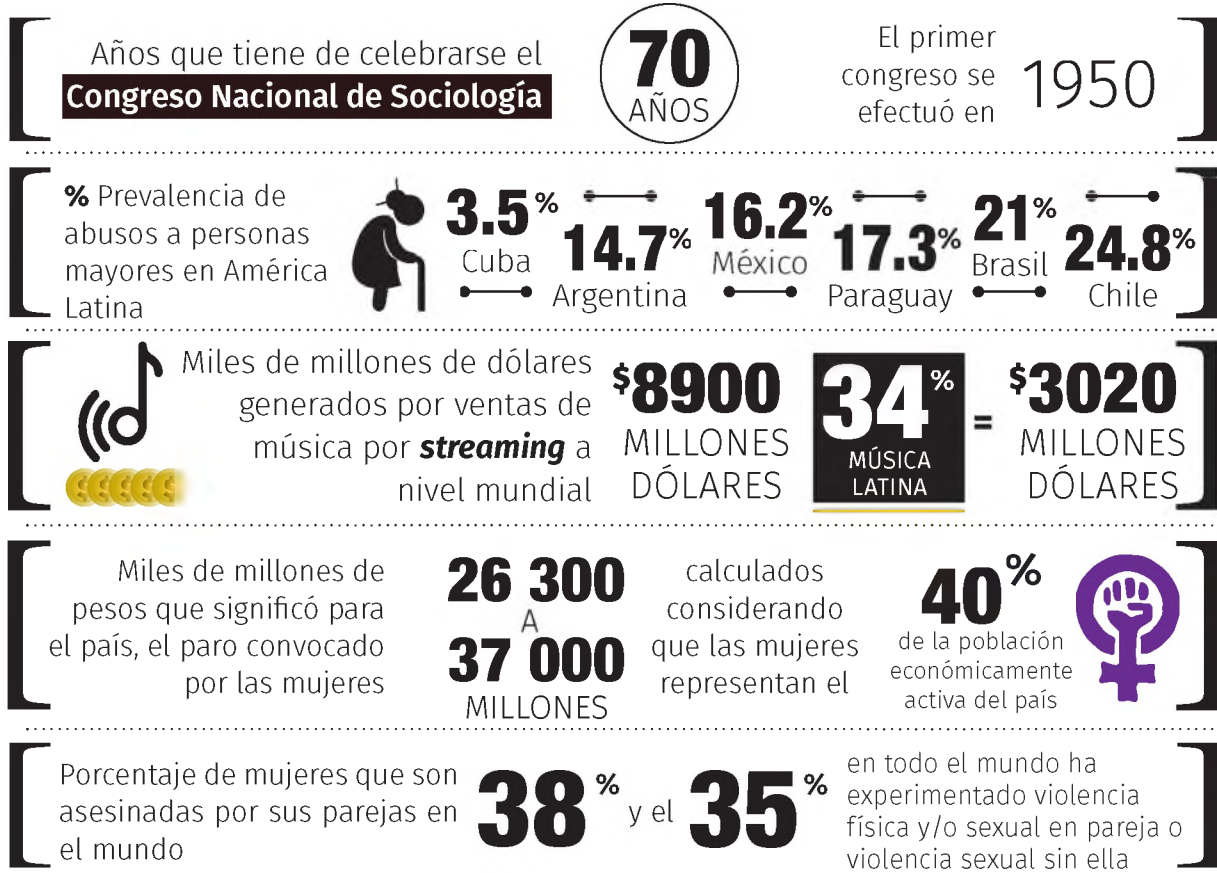 Años que tiene de celebrarse el
Congreso Nacional de Sociología
70
AÑOS
El primer
congreso se
efectuó en
1950
% Prevalencia de
abusos a personas
mayores en América
Latina
3.5%
Cuba
14.7%
Argentina
16.2%
México
17.3%
Paraguay
21%
Brasil
24.8%
Chile
Miles de millones de dólares
generados por ventas de
música por streaming a
nivel mundial
$8900
MILLONES
DÓLARES
34%
MÚSICA
LATINA
=
$3020
MILLONES
DÓLARES
Miles de millones de
pesos que significó para
el país, el paro convocado
por las mujeres
26 300
A
37 000
MILLONES
calculados
considerando
que las mujeres
representan el
40%
de la población
económicamente
activa del país
Porcentaje de mujeres que son
asesinadas por sus parejas en
el mundo
38%
y el
35%
en todo el mundo ha
experimentado violencia
física y/o sexual en pareja o
violencia sexual sin ella